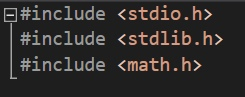 #include <stdio.h>
#include <stdlib.h>
#include <math.h>